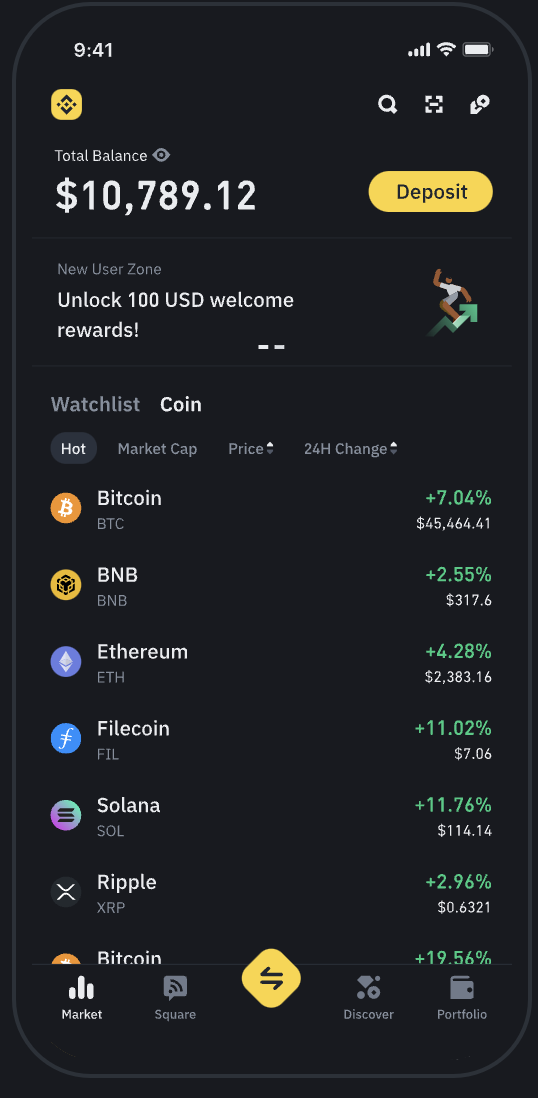 9:41
Total Balance
$10,789.12
Deposit
New User Zone
Unlock 100 USD welcome
rewards!
Watchlist Coin
Hot Market Cap Price 24H Change
Bitcoin +7.04%
BTC $45,464.41
BNB +2.55%
BNB $317.6
Ethereum +4.28%
ETH $2,383.16
Filecoin +11.02%
FIL $7.06
Solana +11.76%
SOL $114.14
Ripple +2.96%
XRP $0.6321
Bitcoin +19.56%
Market Square Discover Portfolio